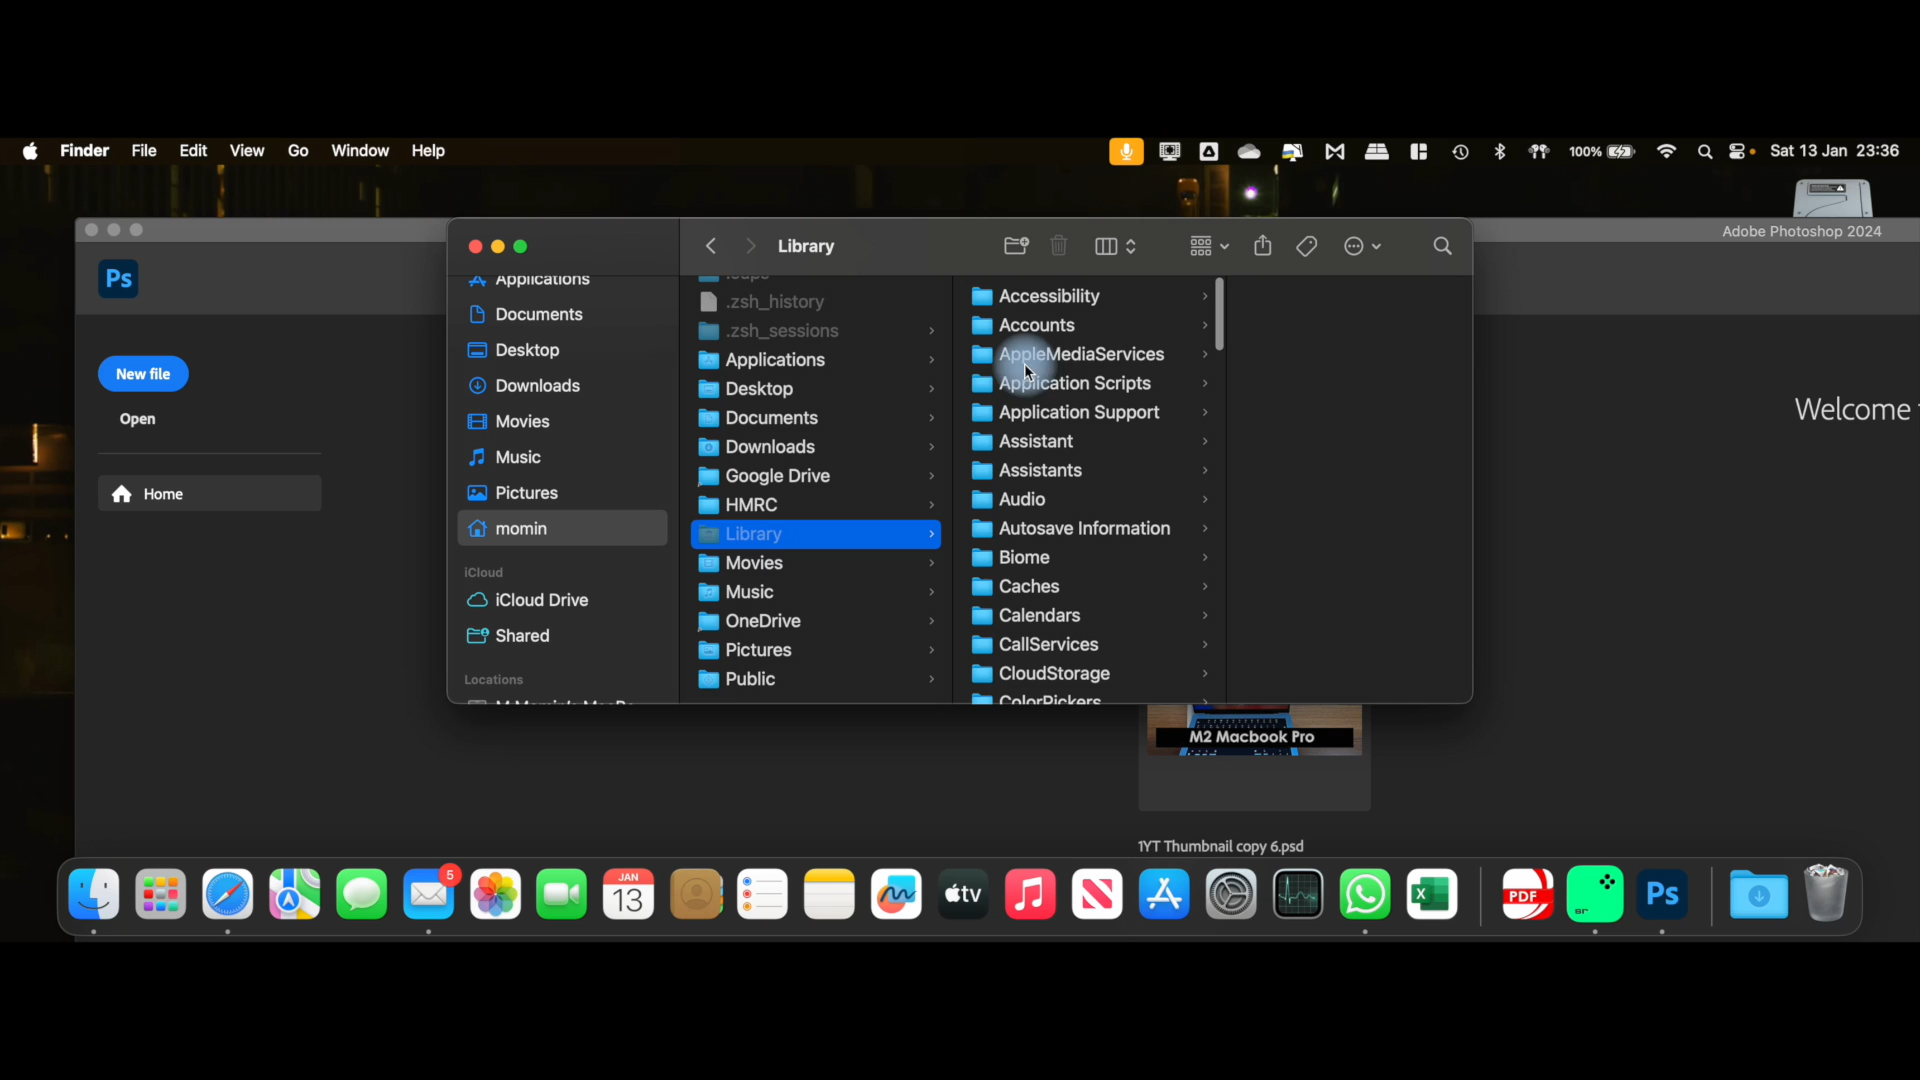 Finder File Edit View Go Window Help
100%
Sat 13 Jan 23:36
Adobe Photoshop 2024
Ps
New file
Open
Home
Welcome
Library
Applications
Documents
Desktop
Downloads
Movies
Music
Pictures
momin
iCloud
iCloud Drive
Shared
Locations
.zsh_history
.zsh_sessions
Applications
Desktop
Documents
Downloads
Google Drive
HMRC
Library
Movies
Music
OneDrive
Pictures
Public
Accessibility
Accounts
AppleMediaServices
Application Scripts
Application Support
Assistant
Assistants
Audio
Autosave Information
Biome
Caches
Calendars
CallServices
CloudStorage
ColorPickers
M2 Macbook Pro
1YT Thumbnail copy 6.psd
5
JAN
13
tv
X
PDF
sr
Ps